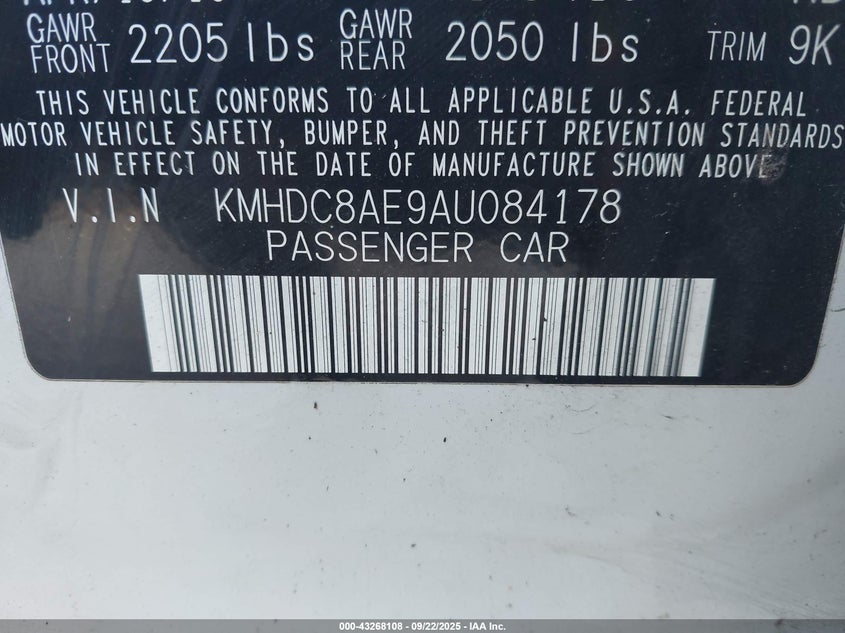 GAWR FRONT 2205 lbs GAWR REAR 2050 lbs TRIM 9K
THIS VEHICLE CONFORMS TO ALL APPLICABLE U.S.A. FEDERAL
MOTOR VEHICLE SAFETY, BUMPER, AND THEFT PREVENTION STANDARDS
IN EFFECT ON THE DATE OF MANUFACTURE SHOWN ABOVE
V.I.N KMHDC8AE9AU084178
PASSENGER CAR
000-43268108 - 09/22/2025 - IAA Inc.